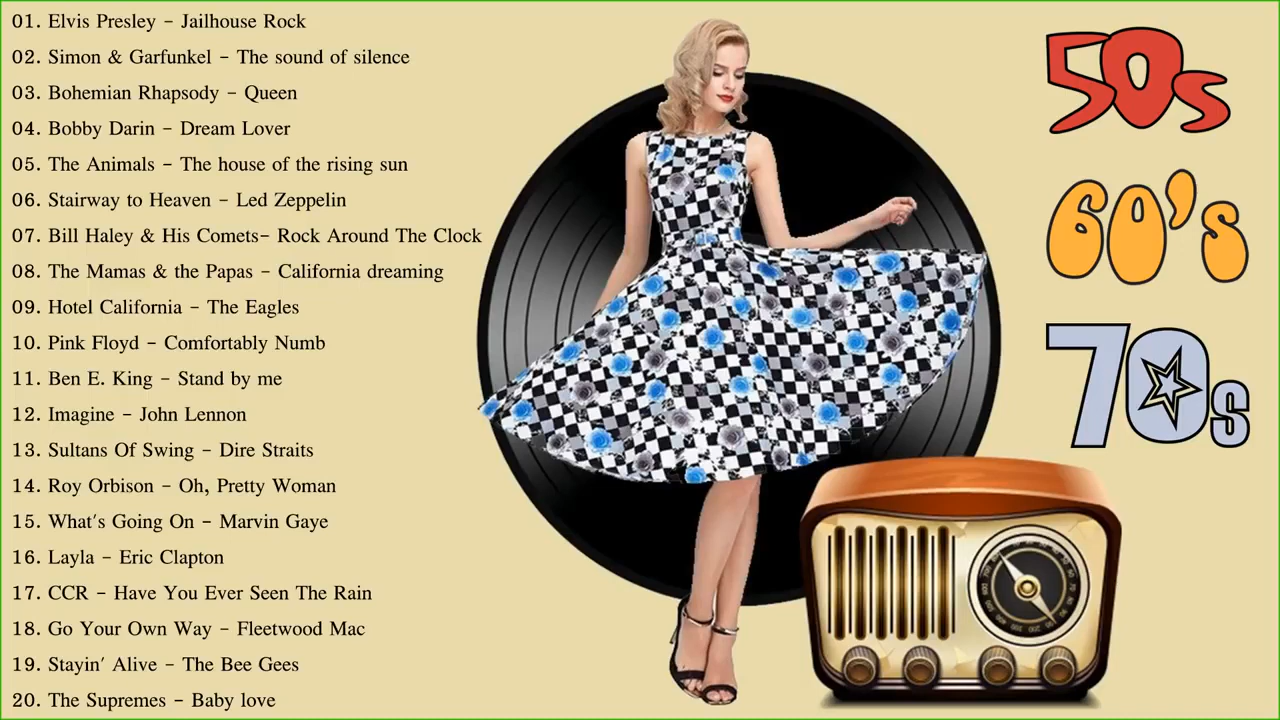 01. Elvis Presley – Jailhouse Rock
02. Simon & Garfunkel – The sound of silence
03. Bohemian Rhapsody – Queen
04. Bobby Darin – Dream Lover
05. The Animals – The house of the rising sun
06. Stairway to Heaven – Led Zeppelin
07. Bill Haley & His Comets– Rock Around The Clock
08. The Mamas & the Papas – California dreaming
09. Hotel California – The Eagles
10. Pink Floyd – Comfortably Numb
11. Ben E. King – Stand by me
12. Imagine – John Lennon
13. Sultans Of Swing – Dire Straits
14. Roy Orbison – Oh, Pretty Woman
15. What's Going On – Marvin Gaye
16. Layla – Eric Clapton
17. CCR – Have You Ever Seen The Rain
18. Go Your Own Way – Fleetwood Mac
19. Stayin' Alive – The Bee Gees
20. The Supremes – Baby love
50s
60's
70s